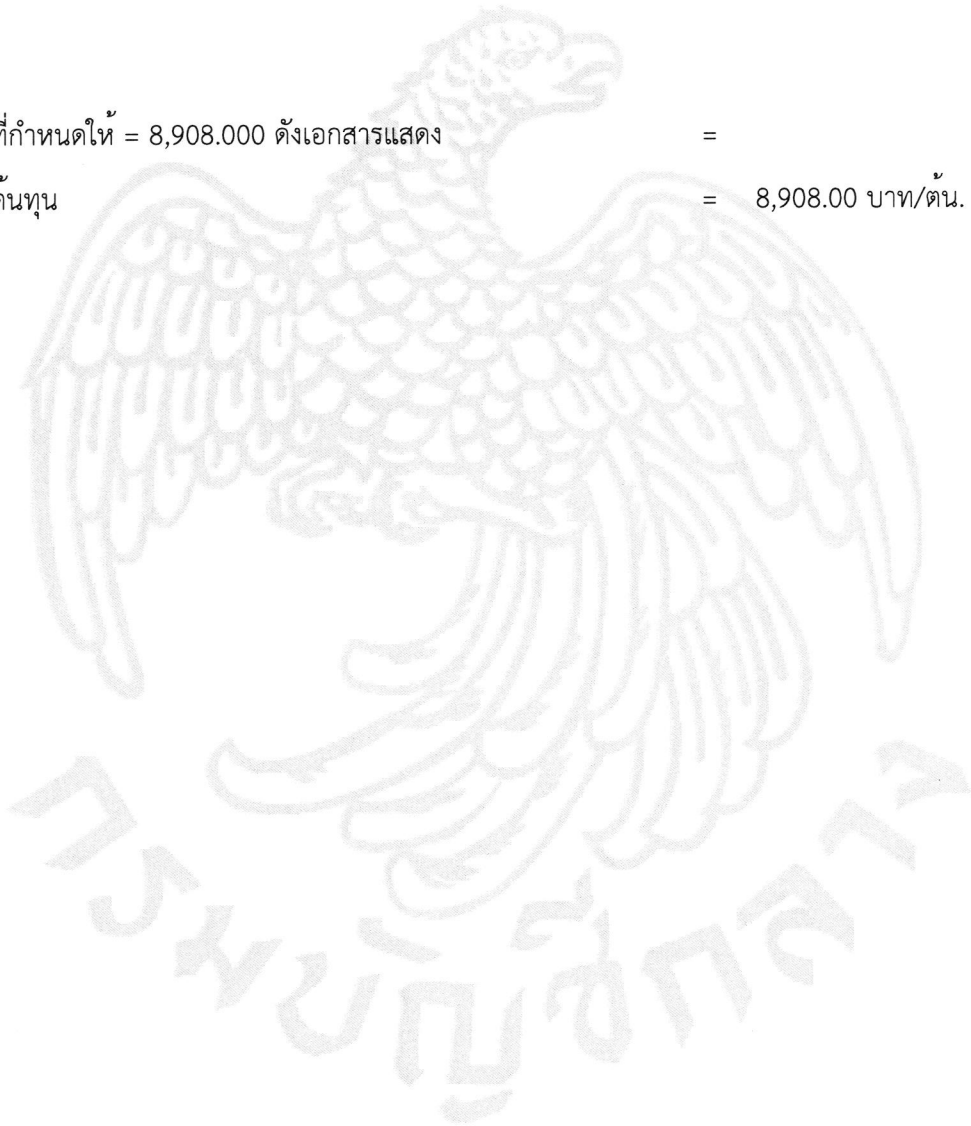 ที่กำหนดให้ = 8,908.000 ดังเอกสารแสดง =
ต้นทุน = 8,908.00 บาท/ต้น.
กรมบัญชีกลาง